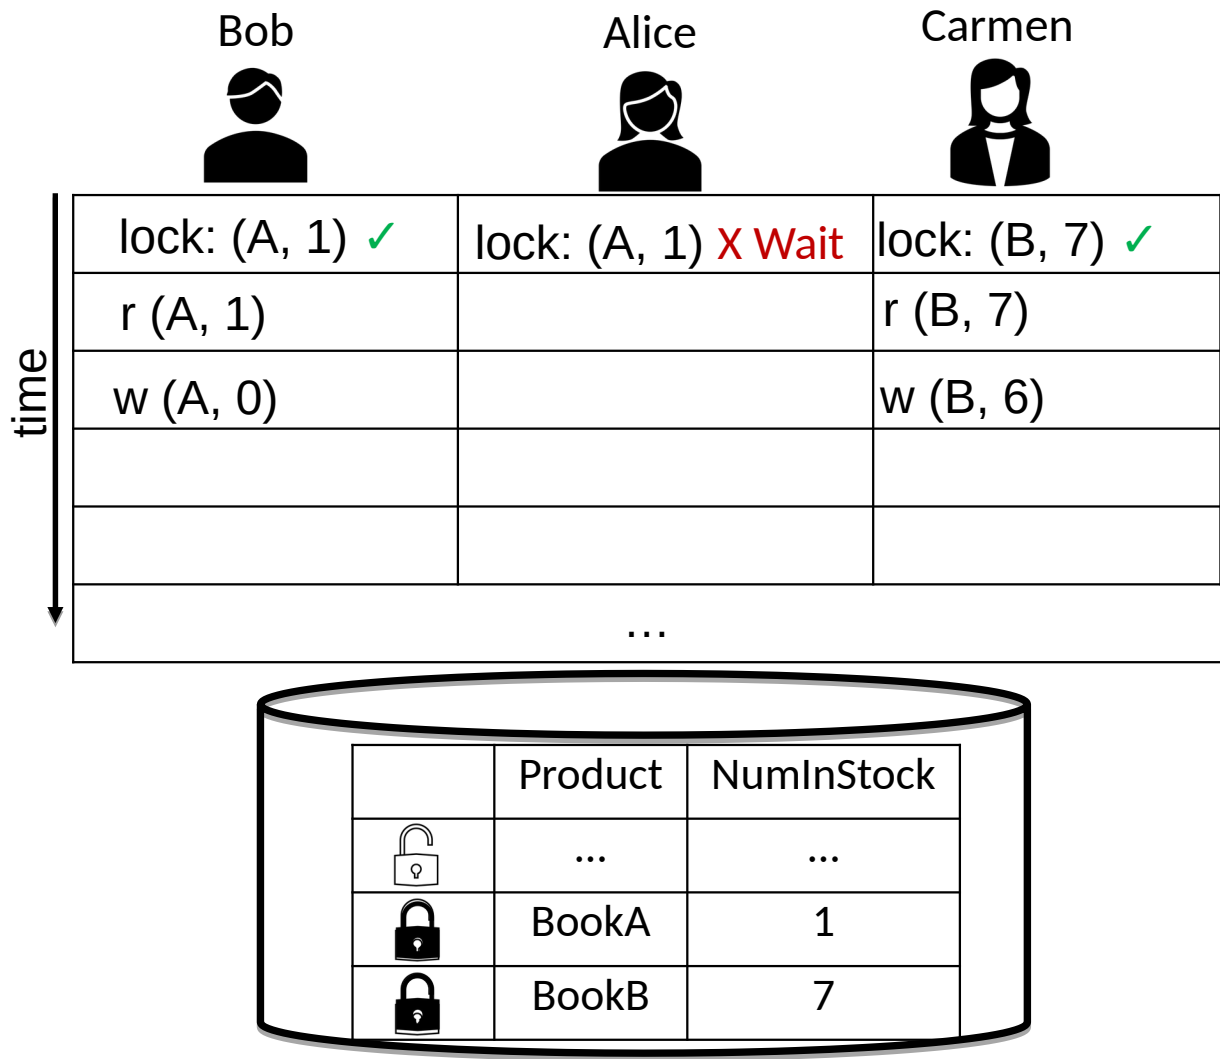 Bob Alice Carmen
lock: (A, 1) ✓ lock: (A, 1) X Wait lock: (B, 7) ✓
r (A, 1) r (B, 7)
w (A, 0) w (B, 6)
time
...
Product NumInStock
... ...
BookA 1
BookB 7